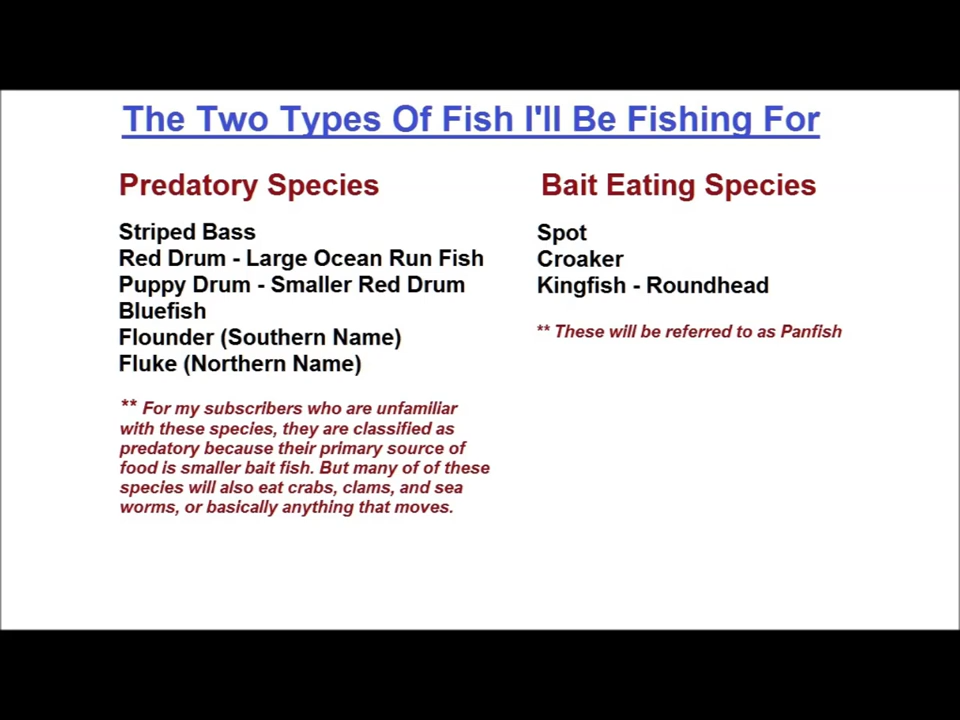 The Two Types Of Fish I'll Be Fishing For
Predatory Species
Striped Bass
Red Drum - Large Ocean Run Fish
Puppy Drum - Smaller Red Drum
Bluefish
Flounder (Southern Name)
Fluke (Northern Name)
** For my subscribers who are unfamiliar
with these species, they are classified as
predatory because their primary source of
food is smaller bait fish. But many of of these
species will also eat crabs, clams, and sea
worms, or basically anything that moves.
Bait Eating Species
Spot
Croaker
Kingfish - Roundhead
** These will be referred to as Panfish